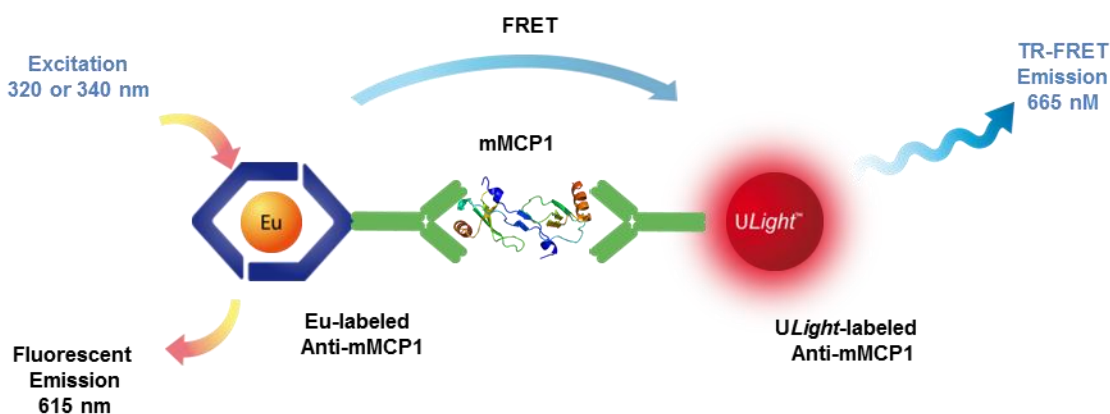 FRET
Excitation
320 or 340 nm
TR-FRET
Emission
665 nM
mMCP1
Eu
ULight™
Eu-labeled
Anti-mMCP1
ULight-labeled
Anti-mMCP1
Fluorescent
Emission
615 nm